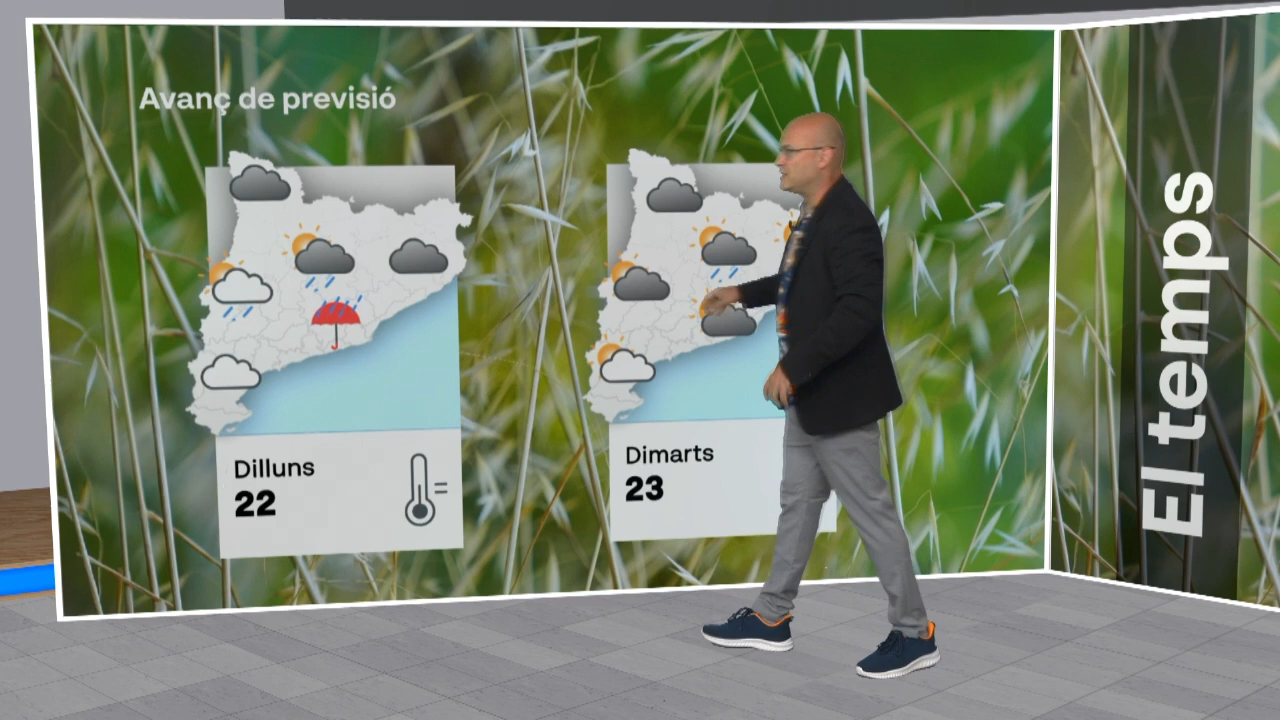 Avanç de previsió
Dilluns
22
Dimarts
23
El temps